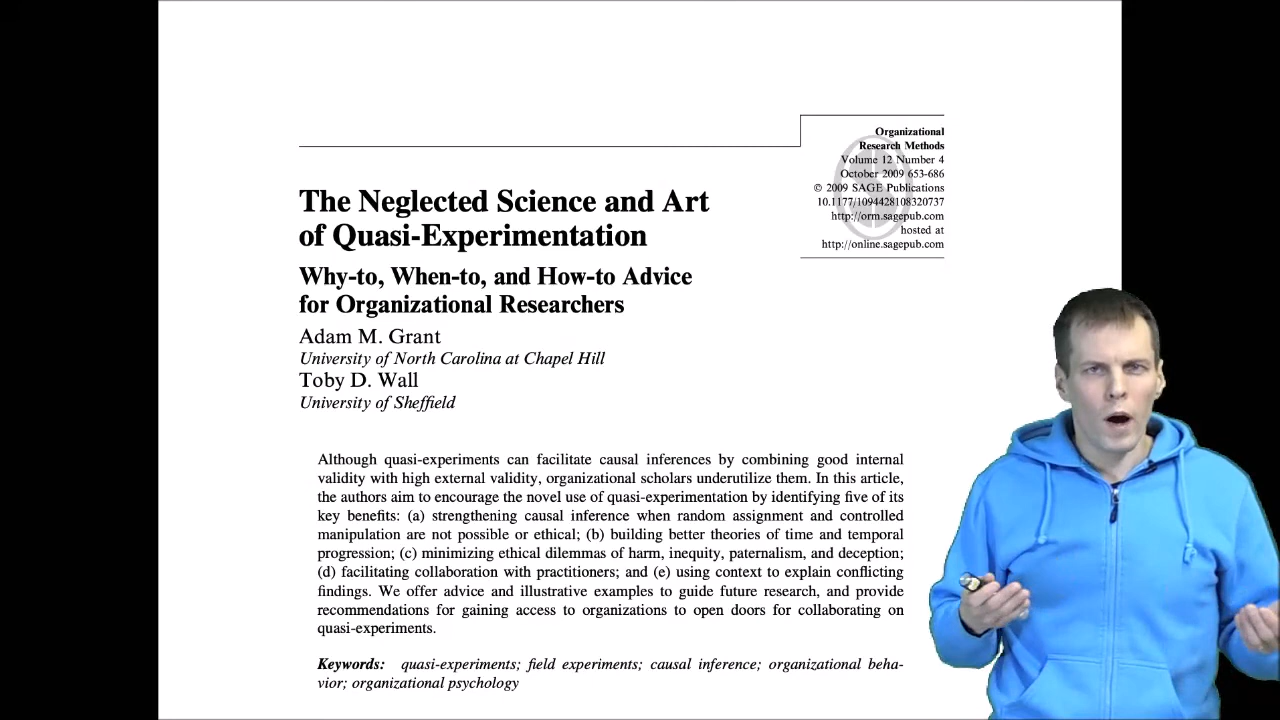 Organizational
Research Methods
Volume 12 Number 4
October 2009 653-686
© 2009 SAGE Publications
10.1177/1094428108320737
http://orm.sagepub.com
hosted at
http://online.sagepub.com
The Neglected Science and Art
of Quasi-Experimentation
Why-to, When-to, and How-to Advice
for Organizational Researchers
Adam M. Grant
University of North Carolina at Chapel Hill
Toby D. Wall
University of Sheffield
Although quasi-experiments can facilitate causal inferences by combining good internal
validity with high external validity, organizational scholars underutilize them. In this article,
the authors aim to encourage the novel use of quasi-experimentation by identifying five of its
key benefits: (a) strengthening causal inference when random assignment and controlled
manipulation are not possible or ethical; (b) building better theories of time and temporal
progression; (c) minimizing ethical dilemmas of harm, inequity, paternalism, and deception;
(d) facilitating collaboration with practitioners; and (e) using context to explain conflicting
findings. We offer advice and illustrative examples to guide future research, and provide
recommendations for gaining access to organizations to open doors for collaborating on
quasi-experiments.
Keywords: quasi-experiments; field experiments; causal inference; organizational beha-
vior; organizational psychology